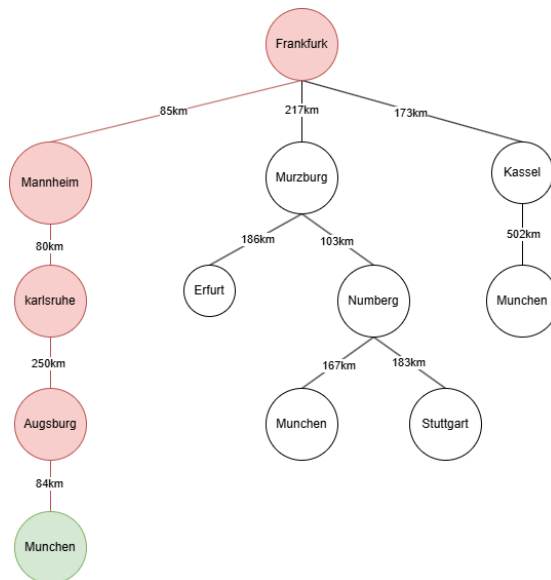 Frankfurk
85km
217km
173km
Mannheim
Murzburg
Kassel
80km
186km
103km
502km
karlsruhe
Erfurt
Numberg
Munchen
250km
167km
183km
Augsburg
Munchen
Stuttgart
84km
Munchen